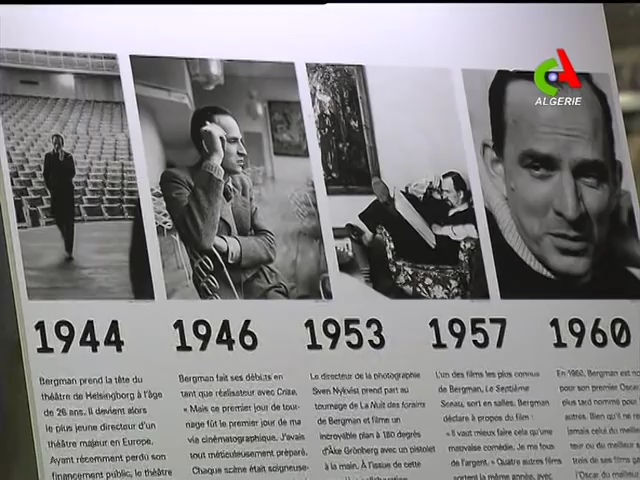 ALGERIE
1944
1946
1953
1957
1960
Bergman prend la tête du
théâtre de Helsingborg à l'âge
de 26 ans. Il devient alors
le plus jeune directeur d'un
théâtre majeur en Europe.
Ayant récemment perdu son
financement public, le théâtre
Bergman fait ses débuts en
tant que réalisateur avec Crise.
« Mais ce premier jour de tour-
nage fût le premier jour de ma
vie cinématographique. J'avais
tout méticuleusement préparé.
Chaque scène était soigneuse-
Le directeur de la photographie
Sven Nykvist prend part au
tournage de La Nuit des forains
de Bergman et filme un
incroyable plan à 180 degrés
d'Åke Grönberg avec un pistolet
à la main. À l'issue de cette
L'un des films les plus connus
de Bergman, Le Septième
Sceau, sort en salles. Bergman
déclare à propos du film :
« Il vaut mieux faire cela qu'une
mauvaise comédie. Je me fous
de l'argent. » Quatre autres films
sortent la même année, avec
En 1960, Bergman est no
pour son premier Oscar
plus tard nommé pour
autres. Bien qu'il ne re
jamais celui du meille
teur ou du meilleur s
trois de ses films ga
l'Oscar du meilleur